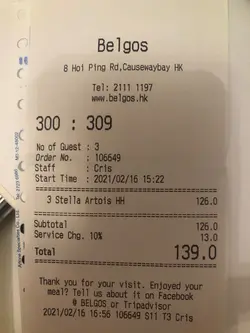 Belgos
8 Hoi Ping Rd,Causewaybay HK
Tel: 2111 1197
www.belgos.hk
300 : 309
No of Guest : 3
Order No. : 106649
Staff : Cris
Start Time : 2021/02/16 15:22
3 Stella Artois HH 126.0
Subtotal 126.0
Service Chg. 10% 13.0
Total 139.0
Thank you for your visit. Enjoyed your
meal? Tell us about it on Facebook
@ BELGOS or Tripadvisor
2021/02/16 16:56 106649 S11 T3 Cris